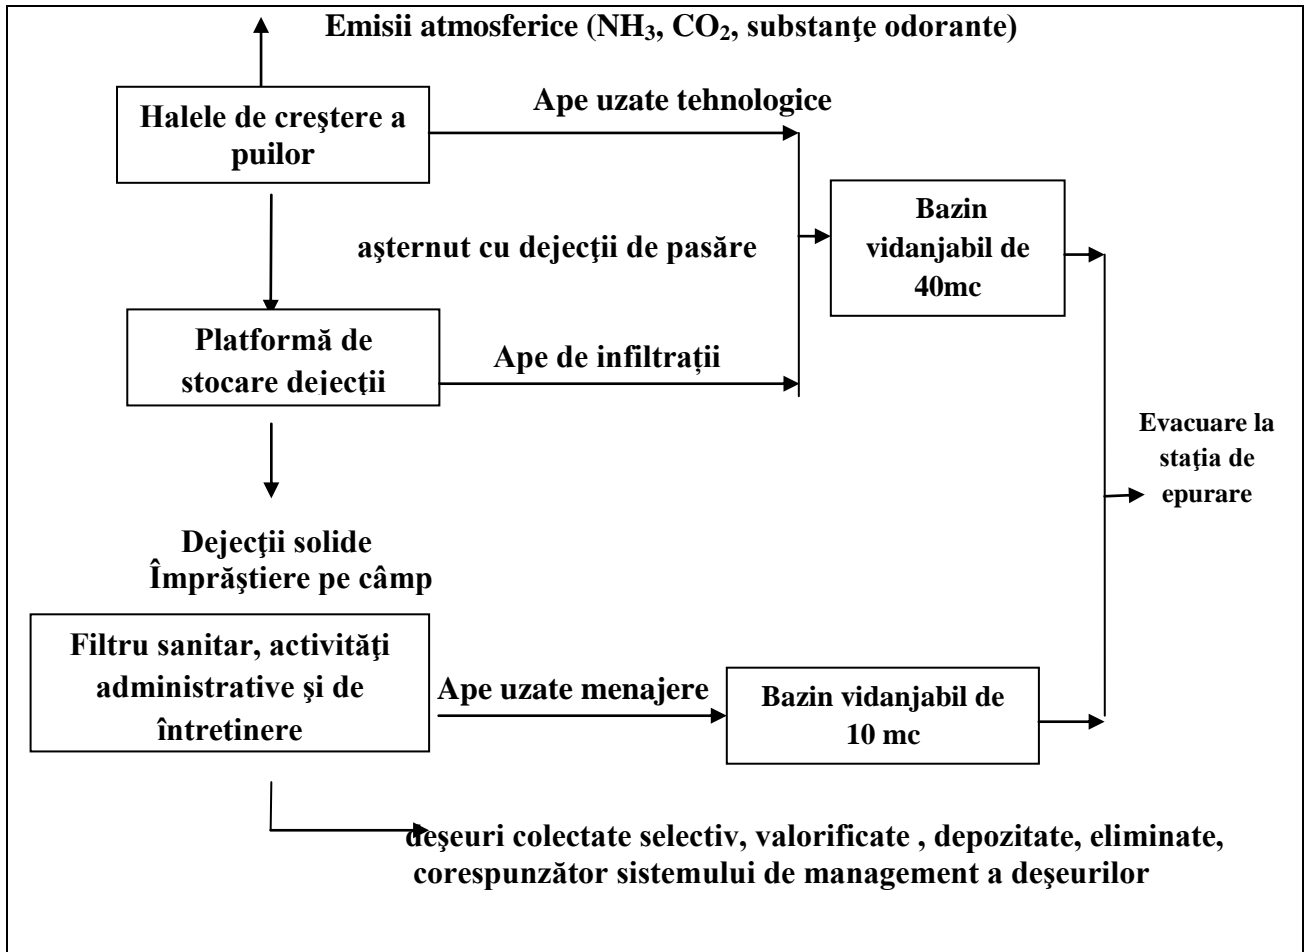 Emisii atmosferice (NH₃, CO₂, substanţe odorante)
Halele de creştere a
puilor
Ape uzate tehnologice
Bazin
vidanjabil de
40mc
aşternut cu dejecţii de pasăre
Platformă de
stocare dejecţii
Ape de infiltrații
Evacuare la
staţia de
epurare
Dejecţii solide
Împrăştiere pe câmp
Filtru sanitar, activităţi
administrative şi de
întretinere
Ape uzate menajere
Bazin vidanjabil de
10 mc
deşeuri colectate selectiv, valorificate , depozitate, eliminate,
corespunzător sistemului de management a deşeurilor